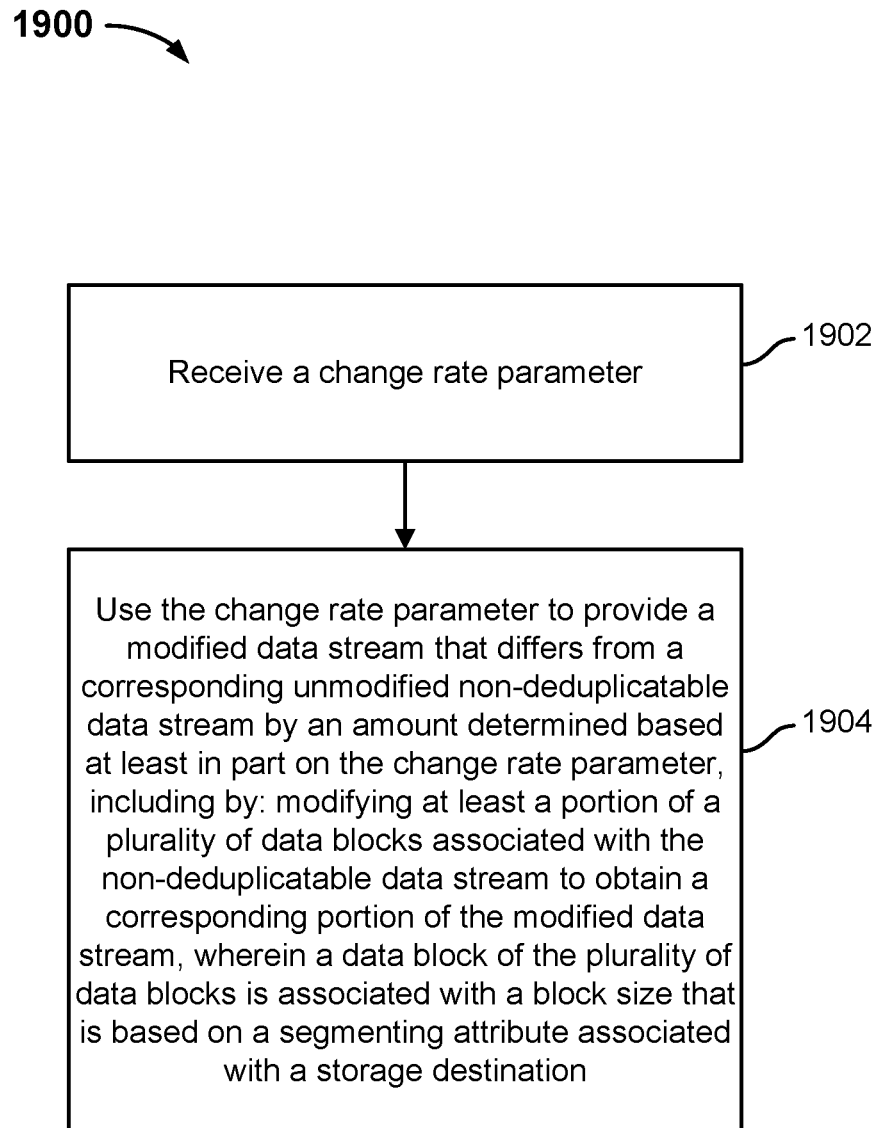 1900
Receive a change rate parameter
1902
Use the change rate parameter to provide a
modified data stream that differs from a
corresponding unmodified non-deduplicatable
data stream by an amount determined based
at least in part on the change rate parameter,
including by: modifying at least a portion of a
plurality of data blocks associated with the
non-deduplicatable data stream to obtain a
corresponding portion of the modified data
stream, wherein a data block of the plurality of
data blocks is associated with a block size that
is based on a segmenting attribute associated
with a storage destination
1904